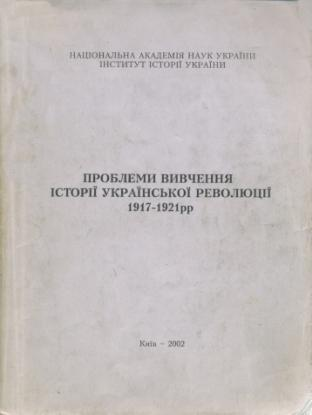 НАЦІОНАЛЬНА АКАДЕМІЯ НАУК УКРАЇНИ
ІНСТИТУТ ІСТОРІЇ УКРАЇНИ
ПРОБЛЕМИ ВИВЧЕННЯ
ІСТОРІЇ УКРАЇНСЬКОЇ РЕВОЛЮЦІЇ
1917-1921рр
Київ – 2002